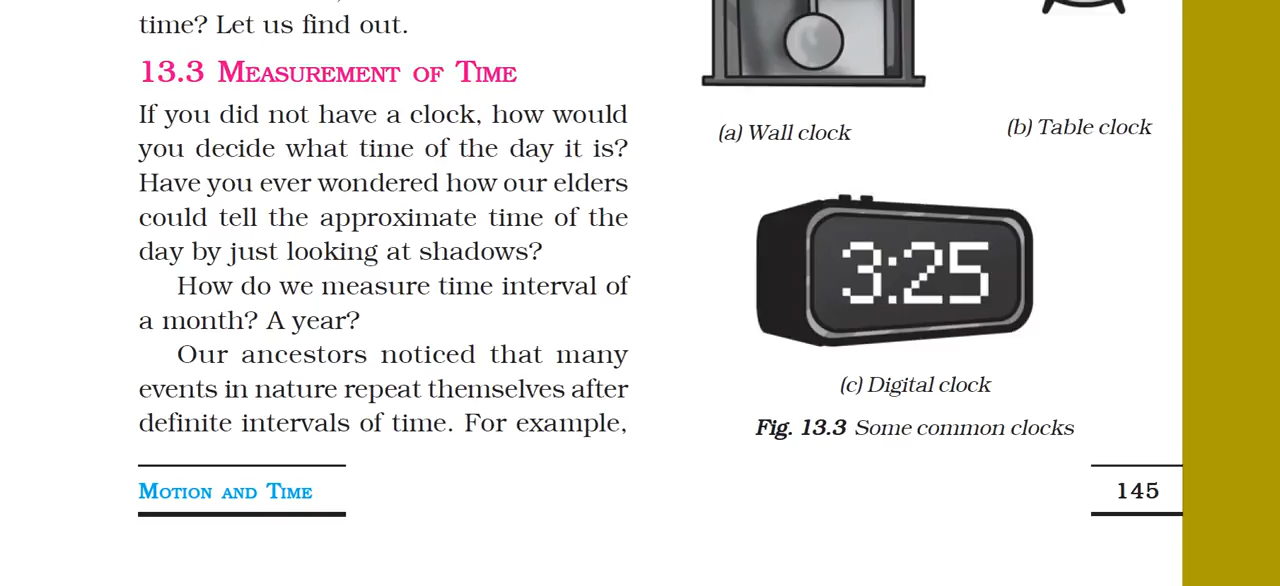 time? Let us find out.
13.3 MEASUREMENT OF TIME
If you did not have a clock, how would
you decide what time of the day it is?
Have you ever wondered how our elders
could tell the approximate time of the
day by just looking at shadows?
How do we measure time interval of
a month? A year?
Our ancestors noticed that many
events in nature repeat themselves after
definite intervals of time. For example,
(a) Wall clock
(b) Table clock
3:25
(c) Digital clock
Fig. 13.3 Some common clocks
MOTION AND TIME
145